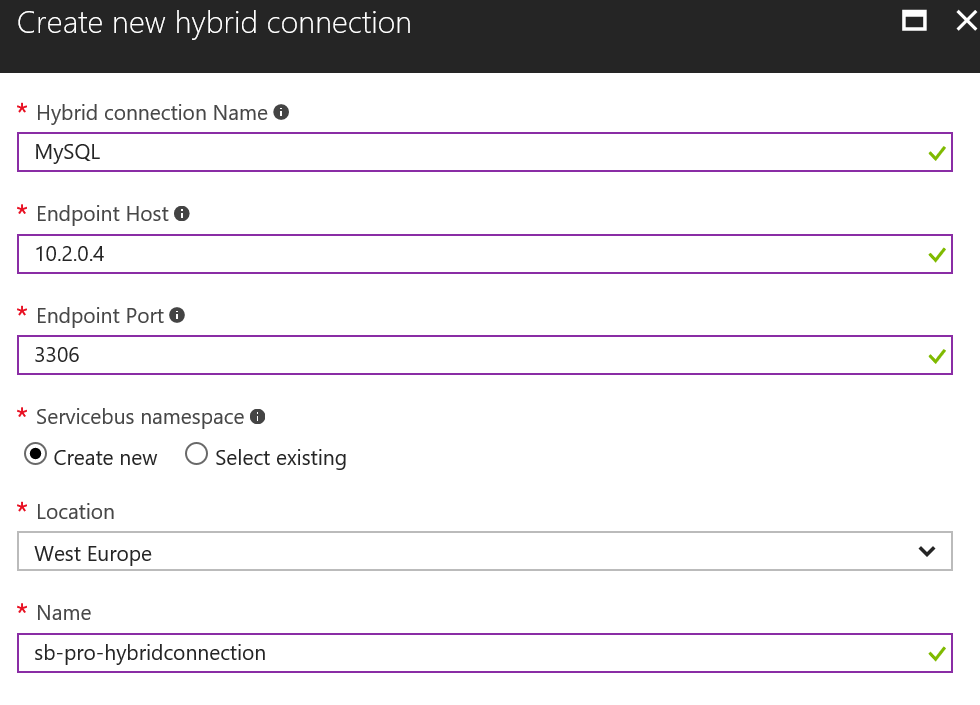 Create new hybrid connection
* Hybrid connection Name
MySQL
* Endpoint Host
10.2.0.4
* Endpoint Port
3306
* Servicebus namespace
Create new Select existing
* Location
West Europe
* Name
sb-pro-hybridconnection